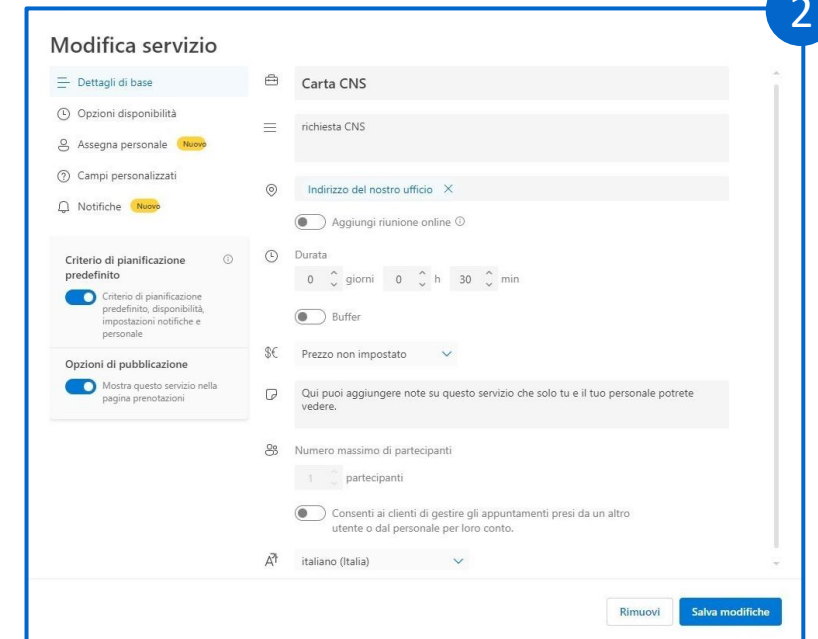 2
Modifica servizio
Dettagli di base
Opzioni disponibilità
Assegna personale Nuovo
Campi personalizzati
Notifiche Nuovo
Criterio di pianificazione
predefinito
Criterio di pianificazione
predefinito, disponibilità,
impostazioni notifiche e
personale
Opzioni di pubblicazione
Mostra questo servizio nella
pagina prenotazioni
Carta CNS
richiesta CNS
Indirizzo del nostro ufficio
Aggiungi riunione online
Durata
0 giorni 0 h 30 min
Buffer
$€ Prezzo non impostato
Qui puoi aggiungere note su questo servizio che solo tu e il tuo personale potrete
vedere.
Numero massimo di partecipanti
1 partecipanti
Consenti ai clienti di gestire gli appuntamenti presi da un altro
utente o dal personale per loro conto.
italiano (Italia)
Rimuovi Salva modifiche